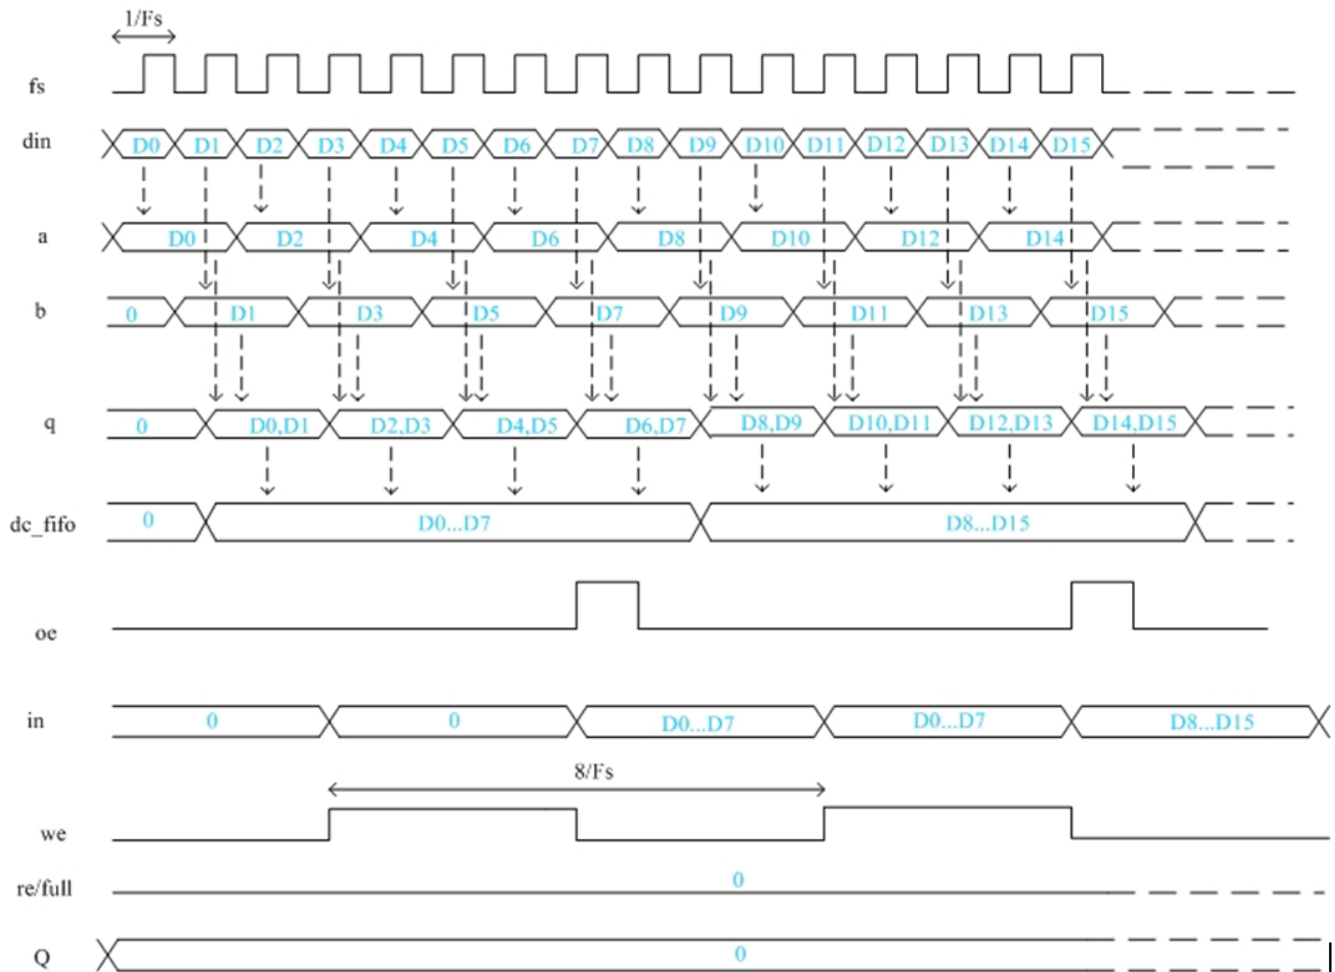 1/Fs
fs
din D0 D1 D2 D3 D4 D5 D6 D7 D8 D9 D10 D11 D12 D13 D14 D15
a D0 D2 D4 D6 D8 D10 D12 D14
b 0 D1 D3 D5 D7 D9 D11 D13 D15
q 0 D0,D1 D2,D3 D4,D5 D6,D7 D8,D9 D10,D11 D12,D13 D14,D15
dc_fifo 0 D0...D7 D8...D15
oe
in 0 0 D0...D7 D0...D7 D8...D15
8/Fs
we
re/full 0
Q 0